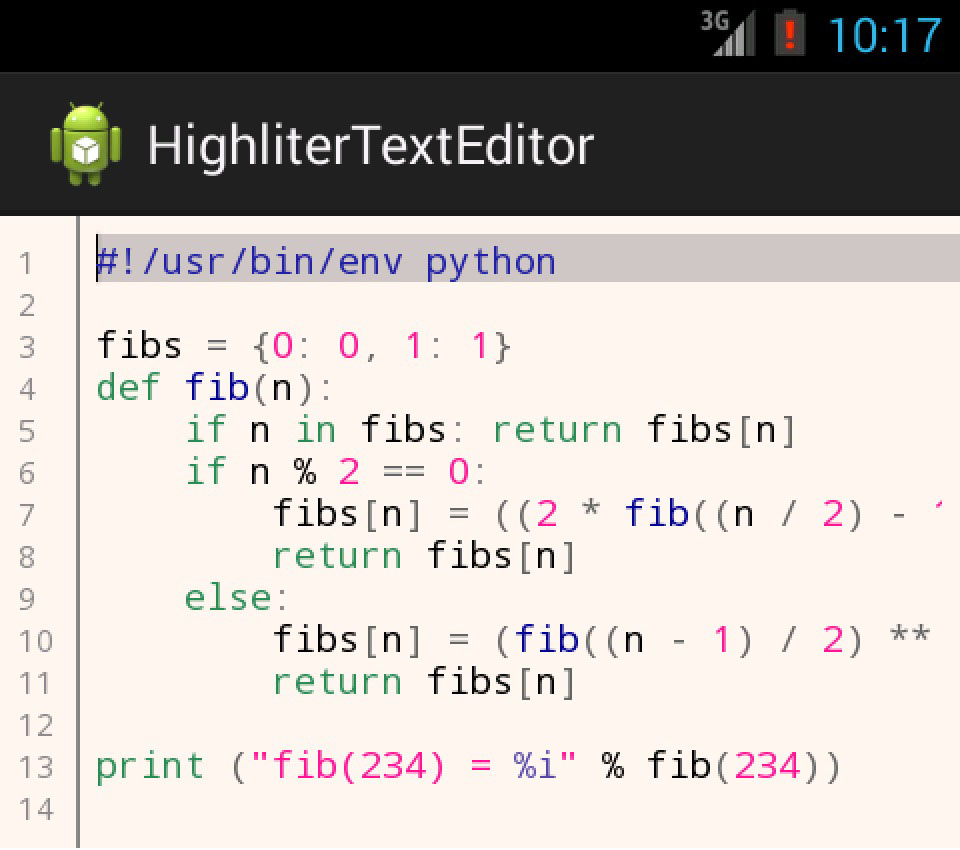 3G 10:17
HighliterTextEditor
1 #!/usr/bin/env python
2
3 fibs = {0: 0, 1: 1}
4 def fib(n):
5 if n in fibs: return fibs[n]
6 if n % 2 == 0:
7 fibs[n] = ((2 * fib((n / 2) -
8 return fibs[n]
9 else:
10 fibs[n] = (fib((n - 1) / 2) **
11 return fibs[n]
12
13 print ("fib(234) = %i" % fib(234))
14